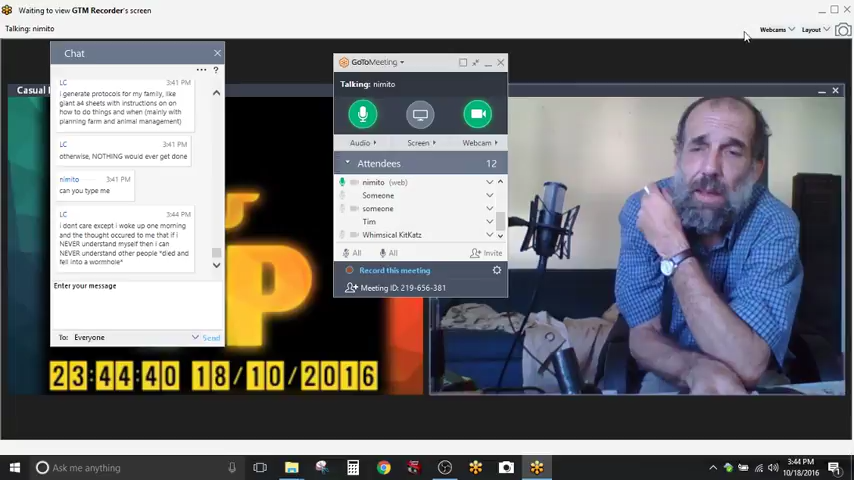 Waiting to view GTM Recorder's screen
Talking: nimito
Webcams
Layout
Chat
LC 3:41 PM
i generate protocols for my family, like
giant a4 sheets with instructions on on
how to do things and when (mainly with
planning farm and animal management)
LC 3:41 PM
otherwise, NOTHING would ever get done
nimito 3:41 PM
can you type me
LC 3:44 PM
i dont care except i woke up one morning
and the thought occured to me that if i
NEVER understand myself then i can
NEVER understand other people *died and
fell into a wormhole*
Enter your message
To: Everyone
Send
GoToMeeting
Talking: nimito
Audio
Screen
Webcam
Attendees 12
nimito (web)
Someone
someone
Tim
Whimsical KitKatz
All
All
Invite
Record this meeting
Meeting ID: 219-656-381
Casual
P
23:44:40 18/10/2016
Ask me anything
3:44 PM
10/18/2016